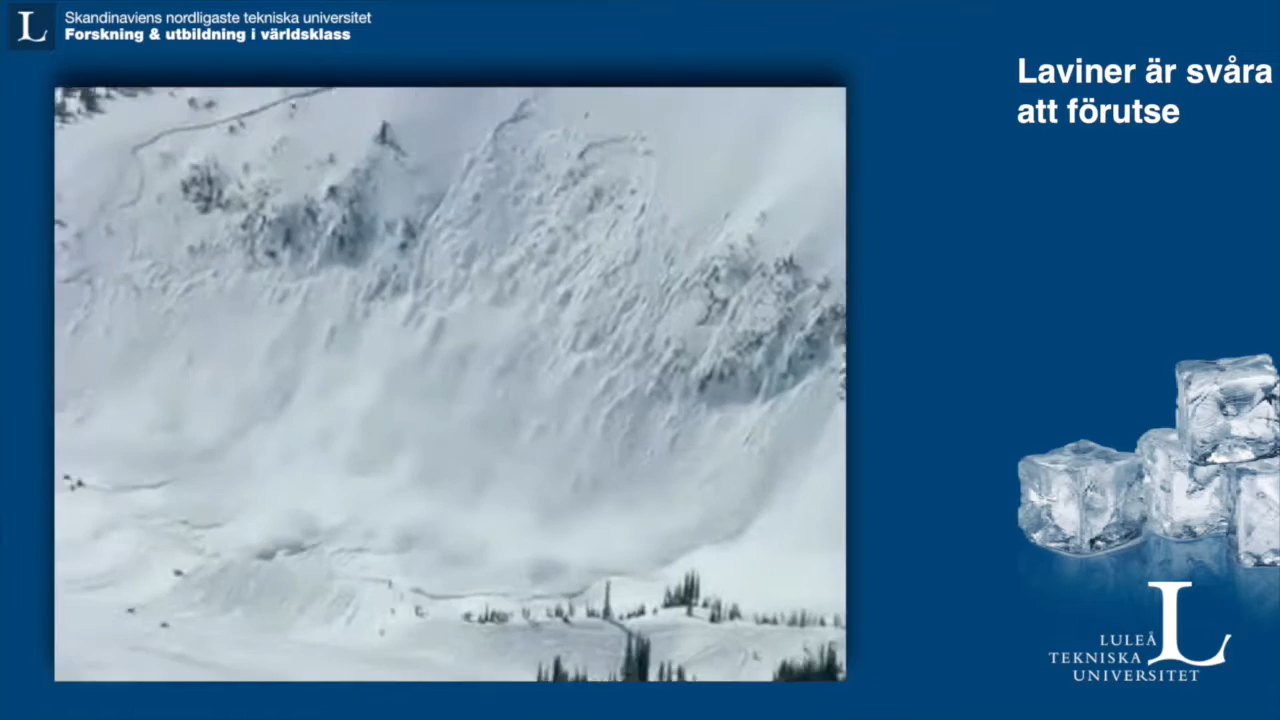 L
Skandinaviens nordligaste tekniska universitet
Forskning & utbildning i världsklass
Laviner är svåra
att förutse
LULEÅ
TEKNISKA
UNIVERSITET
L